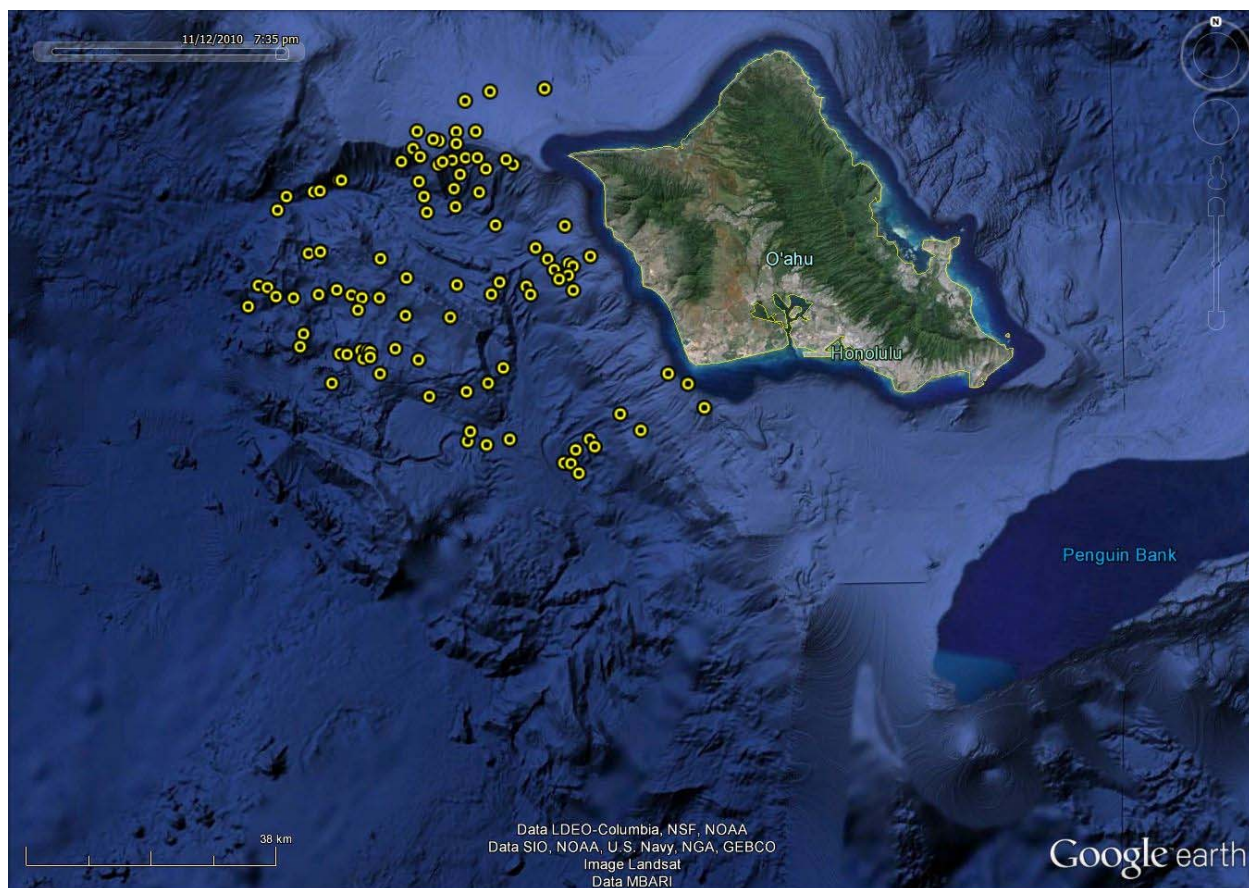 11/12/2010 7:35 pm
N
O'ahu
Honolulu
Penguin Bank
38 km
Data LDEO-Columbia, NSF, NOAA
Data SIO, NOAA, U.S. Navy, NGA, GEBCO
Image Landsat
Data MBARI
Google earth